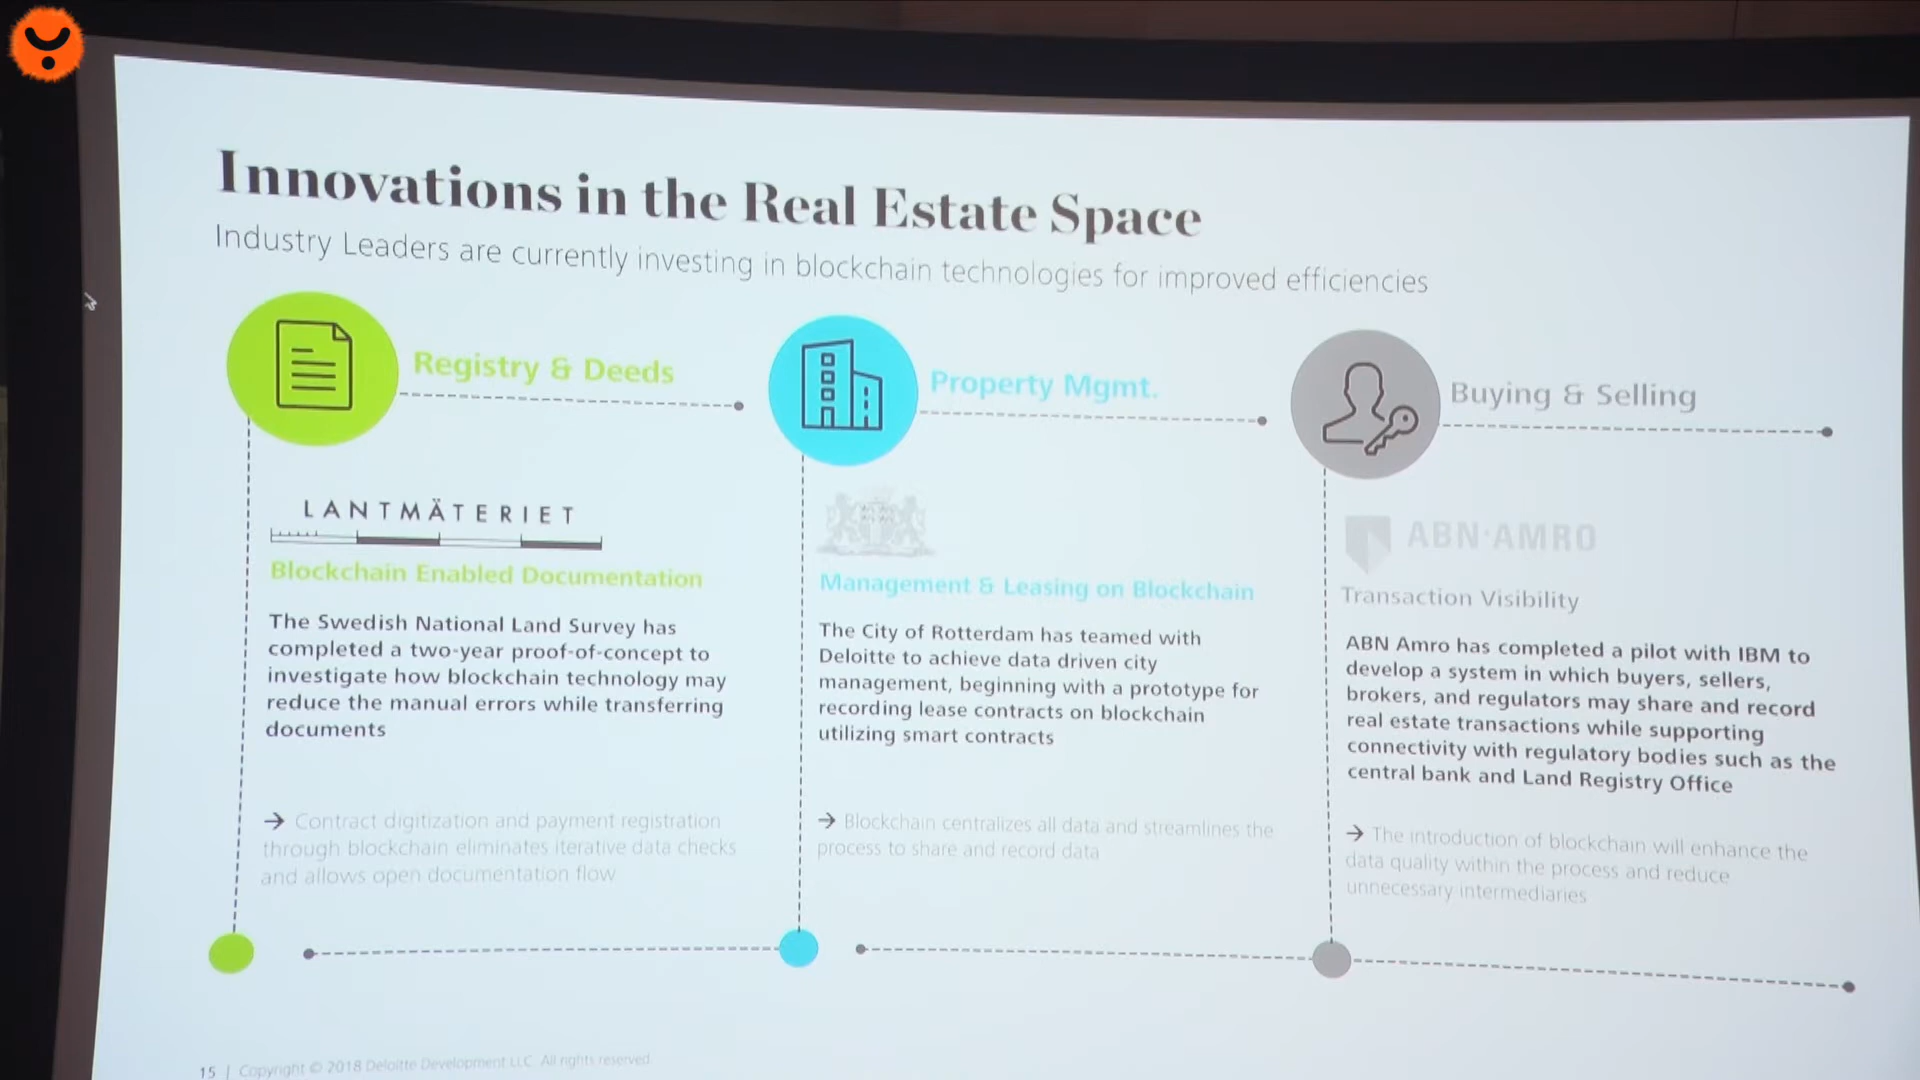 Innovations in the Real Estate Space
Industry Leaders are currently investing in blockchain technologies for improved efficiencies
Registry & Deeds
LANTMÄTERIET
Blockchain Enabled Documentation
The Swedish National Land Survey has
completed a two-year proof-of-concept to
investigate how blockchain technology may
reduce the manual errors while transferring
documents
→ Contract digitization and payment registration
through blockchain eliminates iterative data checks
and allows open documentation flow
Property Mgmt.
Management & Leasing on Blockchain
The City of Rotterdam has teamed with
Deloitte to achieve data driven city
management, beginning with a prototype for
recording lease contracts on blockchain
utilizing smart contracts
→ Blockchain centralizes all data and streamlines the
process to share and record data
Buying & Selling
ABN·AMRO
Transaction Visibility
ABN Amro has completed a pilot with IBM to
develop a system in which buyers, sellers,
brokers, and regulators may share and record
real estate transactions while supporting
connectivity with regulatory bodies such as the
central bank and Land Registry Office
→ The introduction of blockchain will enhance the
data quality within the process and reduce
unnecessary intermediaries
15 | Copyright © 2018 Deloitte Development LLC. All rights reserved.